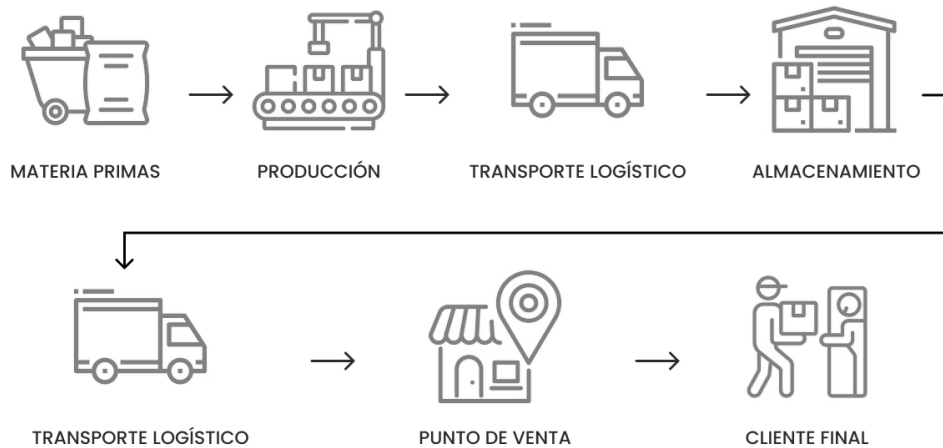 MATERIA PRIMAS
PRODUCCIÓN
TRANSPORTE LOGÍSTICO
ALMACENAMIENTO
TRANSPORTE LOGÍSTICO
PUNTO DE VENTA
CLIENTE FINAL